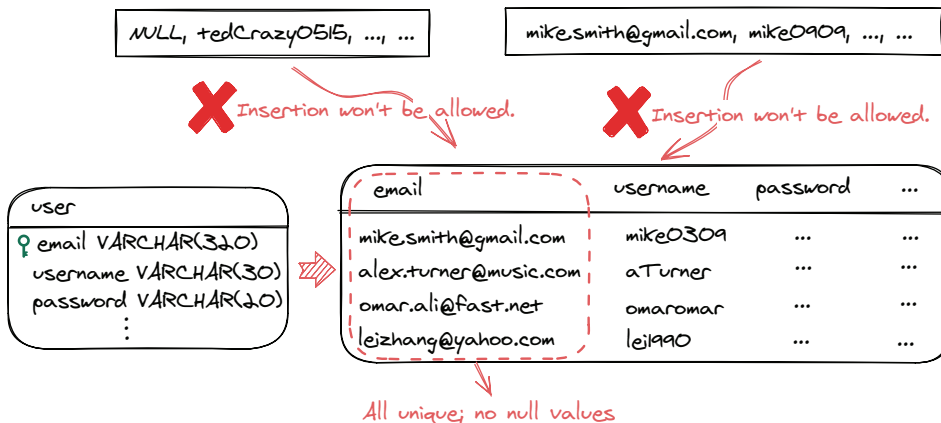 NULL, tedCrazy0515, ..., ...
mike.smith@gmail.com, mike0909, ..., ...
Insertion won't be allowed.
Insertion won't be allowed.
user
email VARCHAR(320)
username VARCHAR(30)
password VARCHAR(20)
⋮
email username password ...
mike.smith@gmail.com mike0309 ... ...
alex.turner@music.com aTurner ... ...
omar.ali@fast.net omaromar ... ...
leizhang@yahoo.com lei1990 ... ...
All unique; no null values